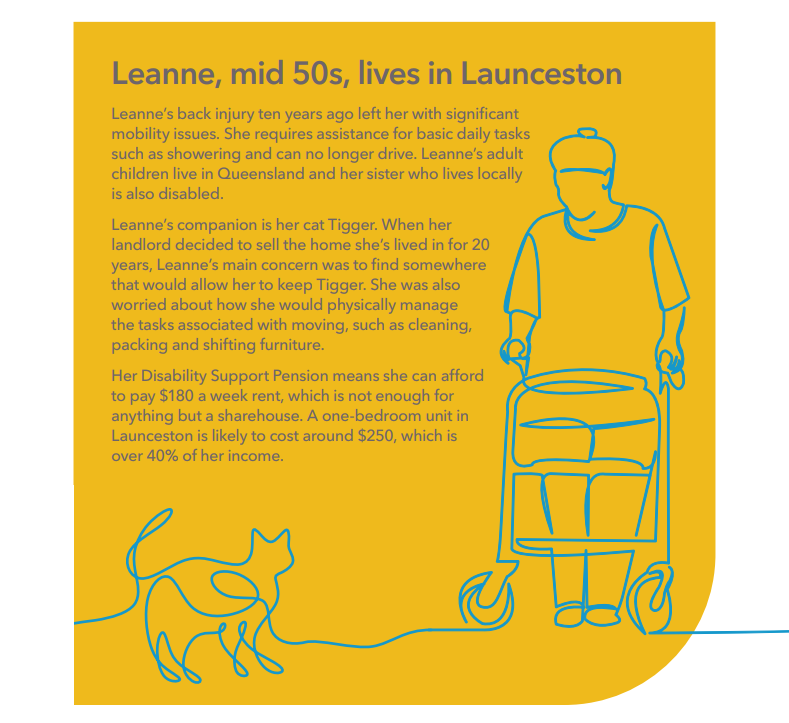 Leanne, mid 50s, lives in Launceston
Leanne’s back injury ten years ago left her with significant
mobility issues. She requires assistance for basic daily tasks
such as showering and can no longer drive. Leanne’s adult
children live in Queensland and her sister who lives locally
is also disabled.
Leanne’s companion is her cat Tigger. When her
landlord decided to sell the home she’s lived in for 20
years, Leanne’s main concern was to find somewhere
that would allow her to keep Tigger. She was also
worried about how she would physically manage
the tasks associated with moving, such as cleaning,
packing and shifting furniture.
Her Disability Support Pension means she can afford
to pay $180 a week rent, which is not enough for
anything but a sharehouse. A one-bedroom unit in
Launceston is likely to cost around $250, which is
over 40% of her income.